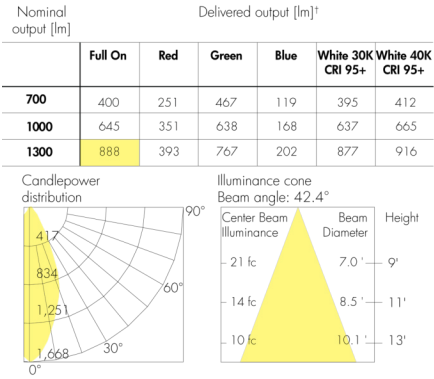 Nominal output [lm]
Delivered output [lm]†
Full On Red Green Blue White 30K CRI 95+ White 40K CRI 95+
700 400 251 467 119 395 412
1000 645 351 638 168 637 665
1300 888 393 767 202 877 916
Candlepower
distribution
90°
417
834
60°
1,251
30°
1,668
0°
Illuminance cone
Beam angle: 42.4°
Center Beam Illuminance Beam Diameter Height
21 fc 7.0 ' 9'
14 fc 8.5 ' 11'
10 fc 10.1 ' 13'